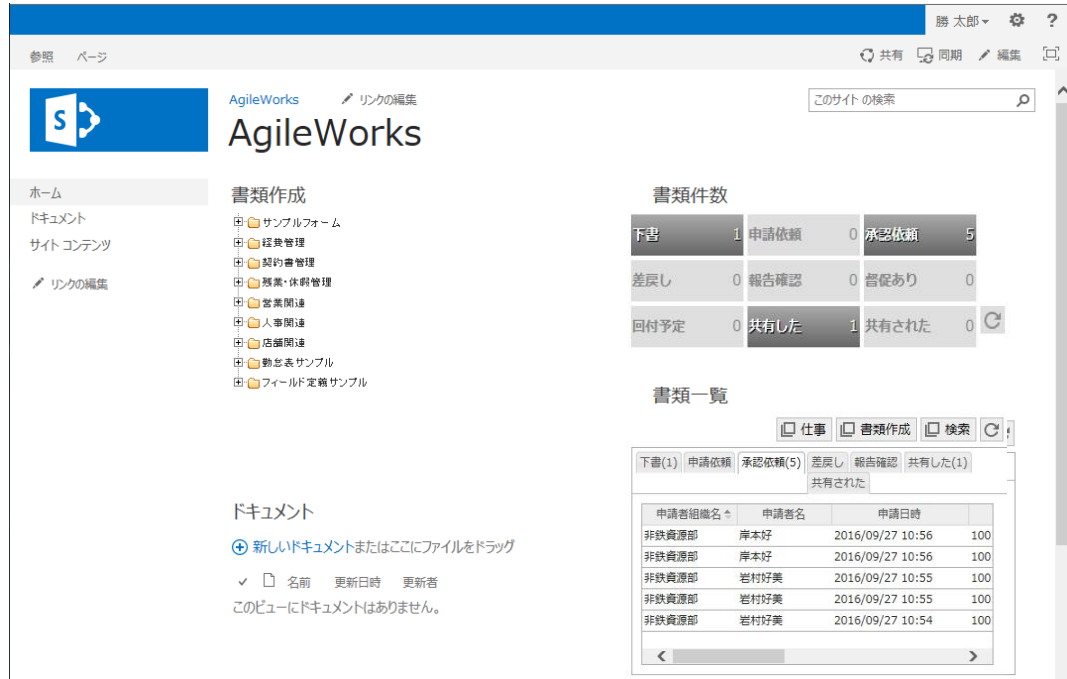 勝 太郎
?
参照 ページ
共有 同期 編集
S
AgileWorks リンクの編集
このサイト の検索
AgileWorks
ホーム
ドキュメント
サイト コンテンツ
リンクの編集
書類作成
サンプルフォーム
経費管理
契約書管理
残業・休暇管理
営業関連
人事関連
店舗関連
勤怠表サンプル
フィールド定義サンプル
書類件数
下書 1 申請依頼 0 承認依頼 5
差戻し 0 報告確認 0 督促あり 0
回付予定 0 共有した 1 共有された 0
書類一覧
仕事 書類作成 検索
下書(1) 申請依頼 承認依頼(5) 差戻し 報告確認 共有した(1)
共有された
申請者組織名 申請者名 申請日時
非鉄資源部 岸本好 2016/09/27 10:56 100
非鉄資源部 岸本好 2016/09/27 10:56 100
非鉄資源部 岩村好美 2016/09/27 10:55 100
非鉄資源部 岩村好美 2016/09/27 10:55 100
非鉄資源部 岩村好美 2016/09/27 10:54 100
ドキュメント
新しいドキュメントまたはここにファイルをドラッグ
名前 更新日時 更新者
このビューにドキュメントはありません。